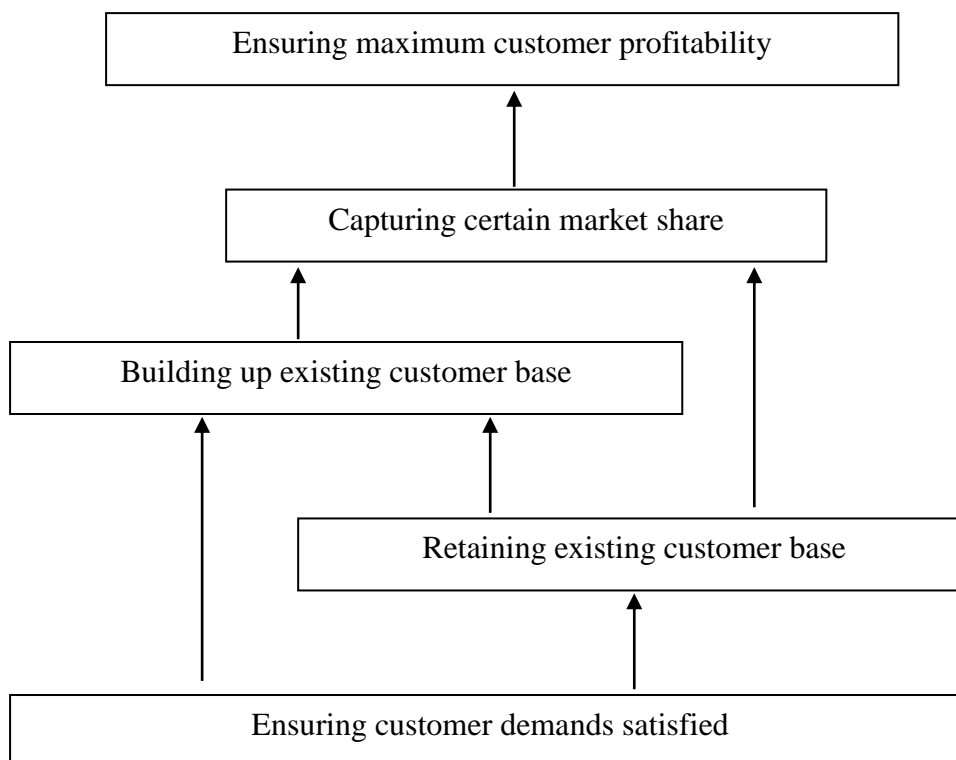 Ensuring maximum customer profitability
Capturing certain market share
Building up existing customer base
Retaining existing customer base
Ensuring customer demands satisfied